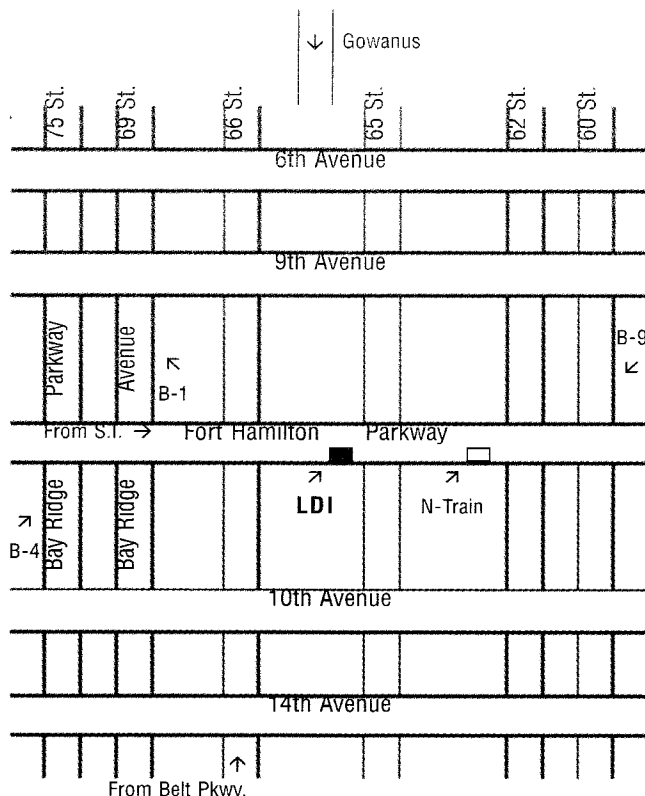 Gowanus
75 St.
69 St.
66 St.
65 St.
62 St.
60 St.
6th Avenue
9th Avenue
Parkway
Avenue
B-1
B-9
From S.I.
Fort Hamilton Parkway
Bay Ridge
Bay Ridge
LDI
N-Train
B-4
10th Avenue
14th Avenue
From Belt Pkwy.